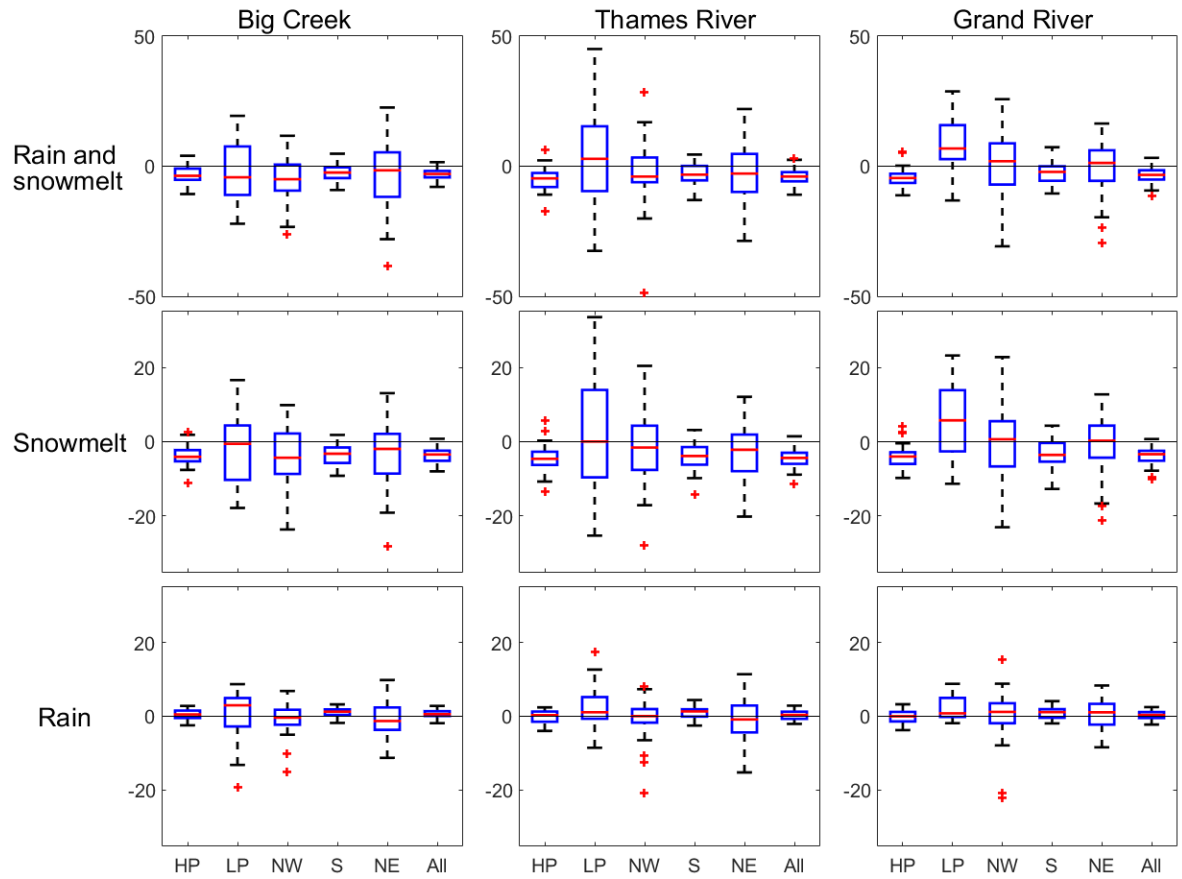 Big Creek Thames River Grand River
50 50 50
Rain and
snowmelt
0 0 0
-50 -50 -50
20 20 20
Snowmelt 0 0 0
-20 -20 -20
20 20 20
Rain 0 0 0
-20 -20 -20
HP LP NW S NE All HP LP NW S NE All HP LP NW S NE All